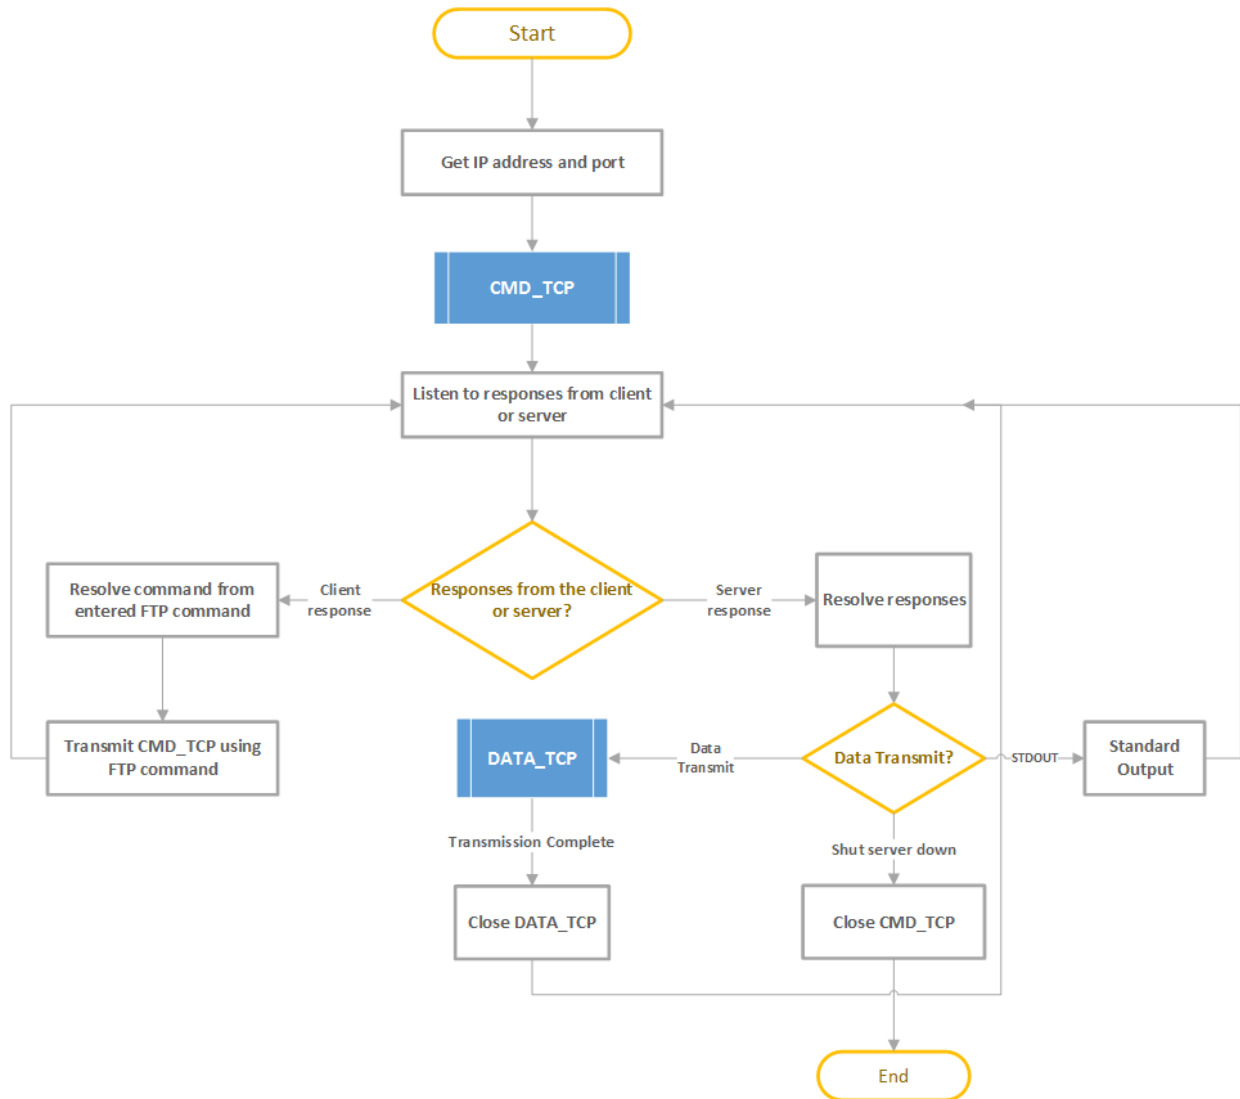 Start
Get IP address and port
CMD_TCP
Listen to responses from client
or server
Responses from the client
or server?
Client
response
Server
response
Resolve command from
entered FTP command
Resolve responses
Transmit CMD_TCP using
FTP command
DATA_TCP
Data
Transmit
Data Transmit?
STDOUT
Standard
Output
Transmission Complete
Shut server down
Close DATA_TCP
Close CMD_TCP
End